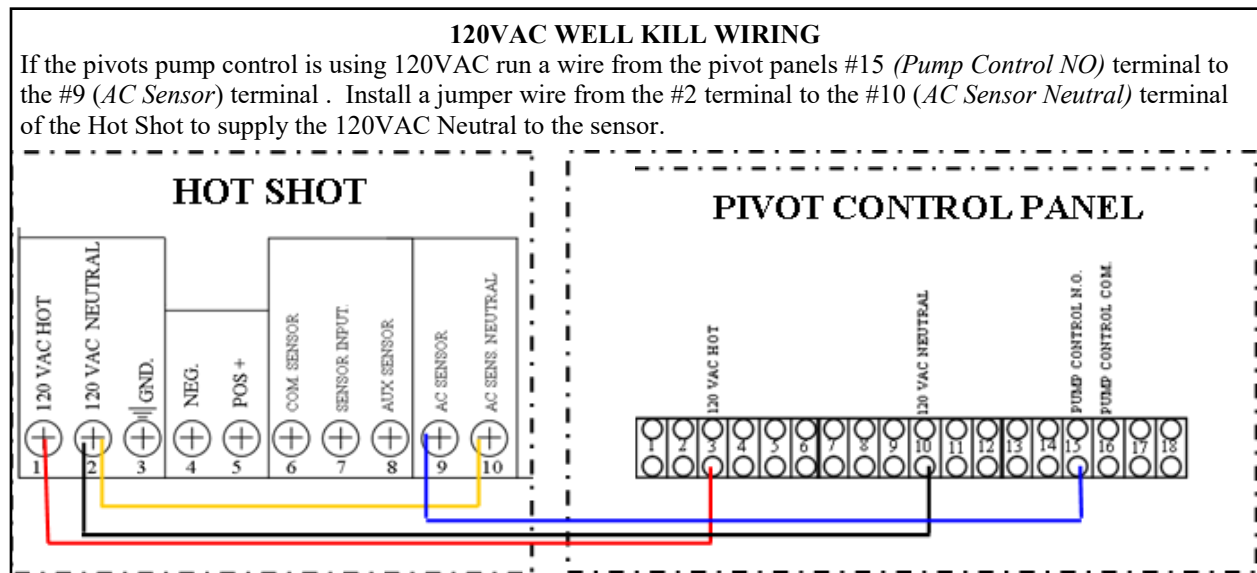 120VAC WELL KILL WIRING
If the pivots pump control is using 120VAC run a wire from the pivot panels #15 (Pump Control NO) terminal to
the #9 (AC Sensor) terminal . Install a jumper wire from the #2 terminal to the #10 (AC Sensor Neutral) terminal
of the Hot Shot to supply the 120VAC Neutral to the sensor.
HOT SHOT
120 VAC HOT
120 VAC NEUTRAL
GND.
NEG.
POS +
COM. SENSOR
SENSOR INPUT.
AUX SENSOR
AC SENSOR
AC SENS. NEUTRAL
1 2 3 4 5 6 7 8 9 10
PIVOT CONTROL PANEL
120 VAC HOT
120 VAC NEUTRAL
PUMP CONTROL N.O.
PUMP CONTROL COM.
1 2 3 4 5 6 7 8 9 10 11 12 13 14 15 16 17 18